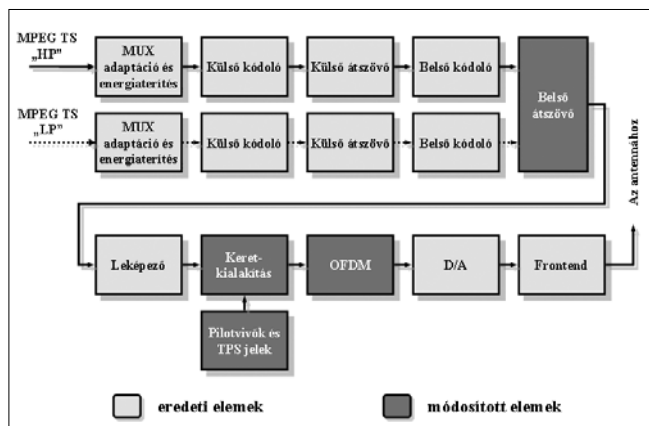 MPEG TS
„HP”
MUX
adaptáció és
energiaterítés
Külső kódoló
Külső átszövő
Belső kódoló
Belső
átszövő
MPEG TS
„LP”
MUX
adaptáció és
energiaterítés
Külső kódoló
Külső átszövő
Belső kódoló
Az antennához
Leképező
Keret-
kialakítás
OFDM
D/A
Frontend
Pilotvivők és
TPS jelek
eredeti elemek
módosított elemek